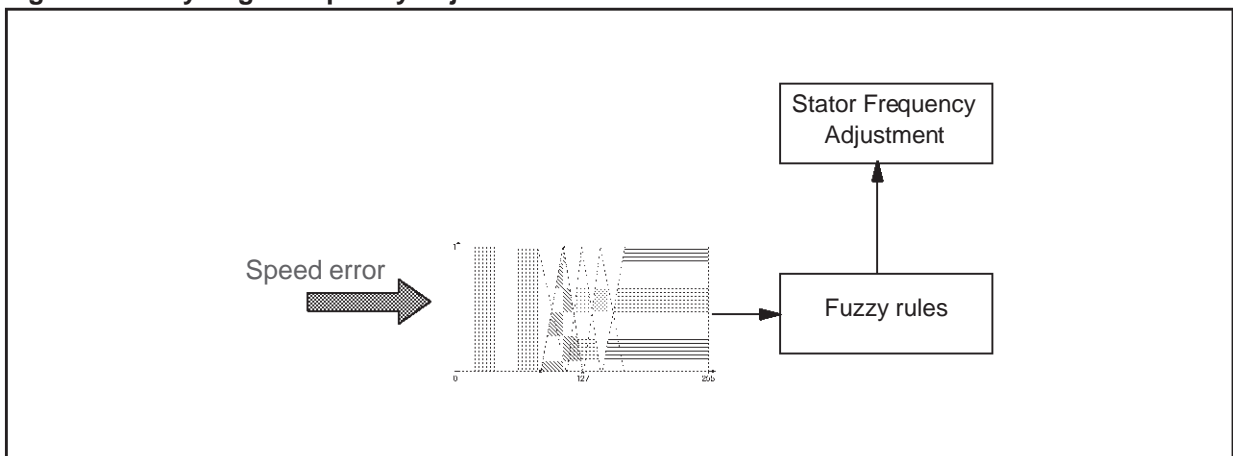 Stator Frequency
Adjustment
Speed error
Fuzzy rules
1
0
127
255